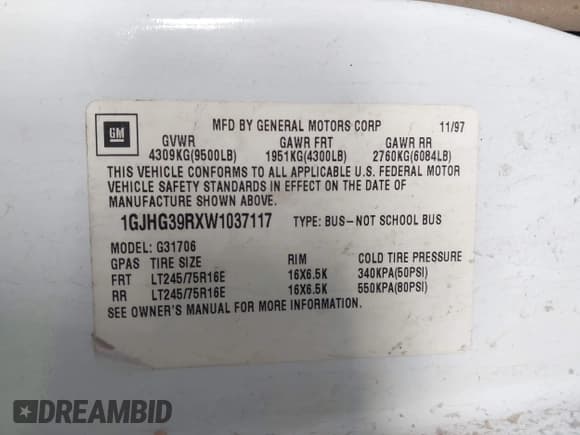 MFD BY GENERAL MOTORS CORP 11/97
GM
GVWR GAWR FRT GAWR RR
4309KG(9500LB) 1951KG(4300LB) 2760KG(6084LB)
THIS VEHICLE CONFORMS TO ALL APPLICABLE U.S. FEDERAL MOTOR
VEHICLE SAFETY STANDARDS IN EFFECT ON THE DATE OF
MANUFACTURE SHOWN ABOVE.
1GJHG39RXW1037117 TYPE: BUS-NOT SCHOOL BUS
MODEL: G31706
GPAS TIRE SIZE RIM COLD TIRE PRESSURE
FRT LT245/75R16E 16X6.5K 340KPA(50PSI)
RR LT245/75R16E 16X6.5K 550KPA(80PSI)
SEE OWNER'S MANUAL FOR MORE INFORMATION.
DREAMBID